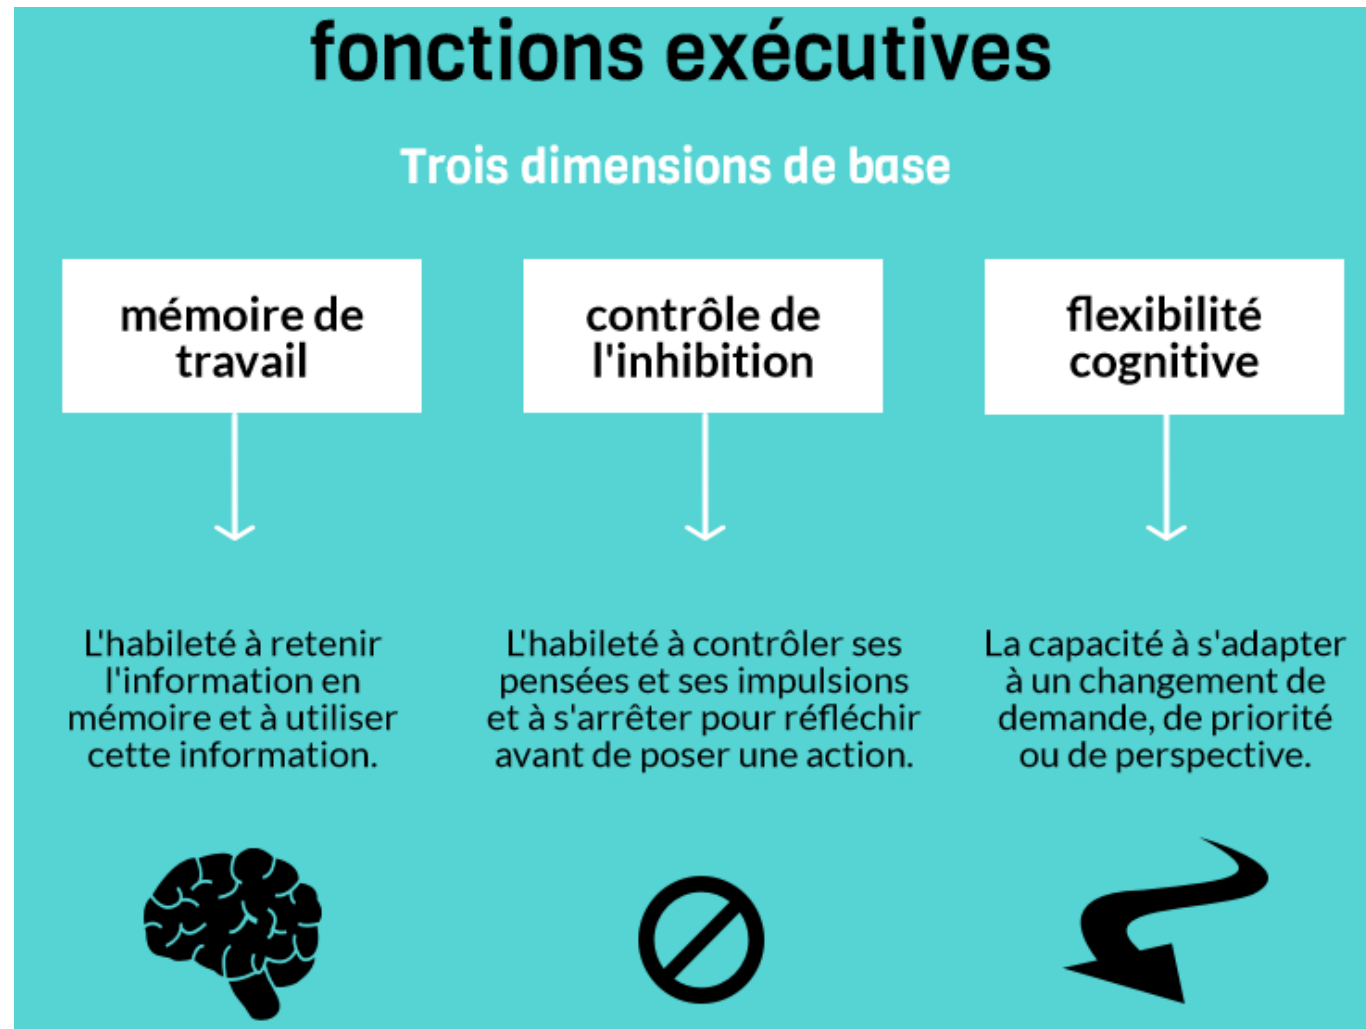 fonctions exécutives
Trois dimensions de base
mémoire de
travail
contrôle de
l'inhibition
flexibilité
cognitive
L'habileté à retenir
l'information en
mémoire et à utiliser
cette information.
L'habileté à contrôler ses
pensées et ses impulsions
et à s'arrêter pour réfléchir
avant de poser une action.
La capacité à s'adapter
à un changement de
demande, de priorité
ou de perspective.